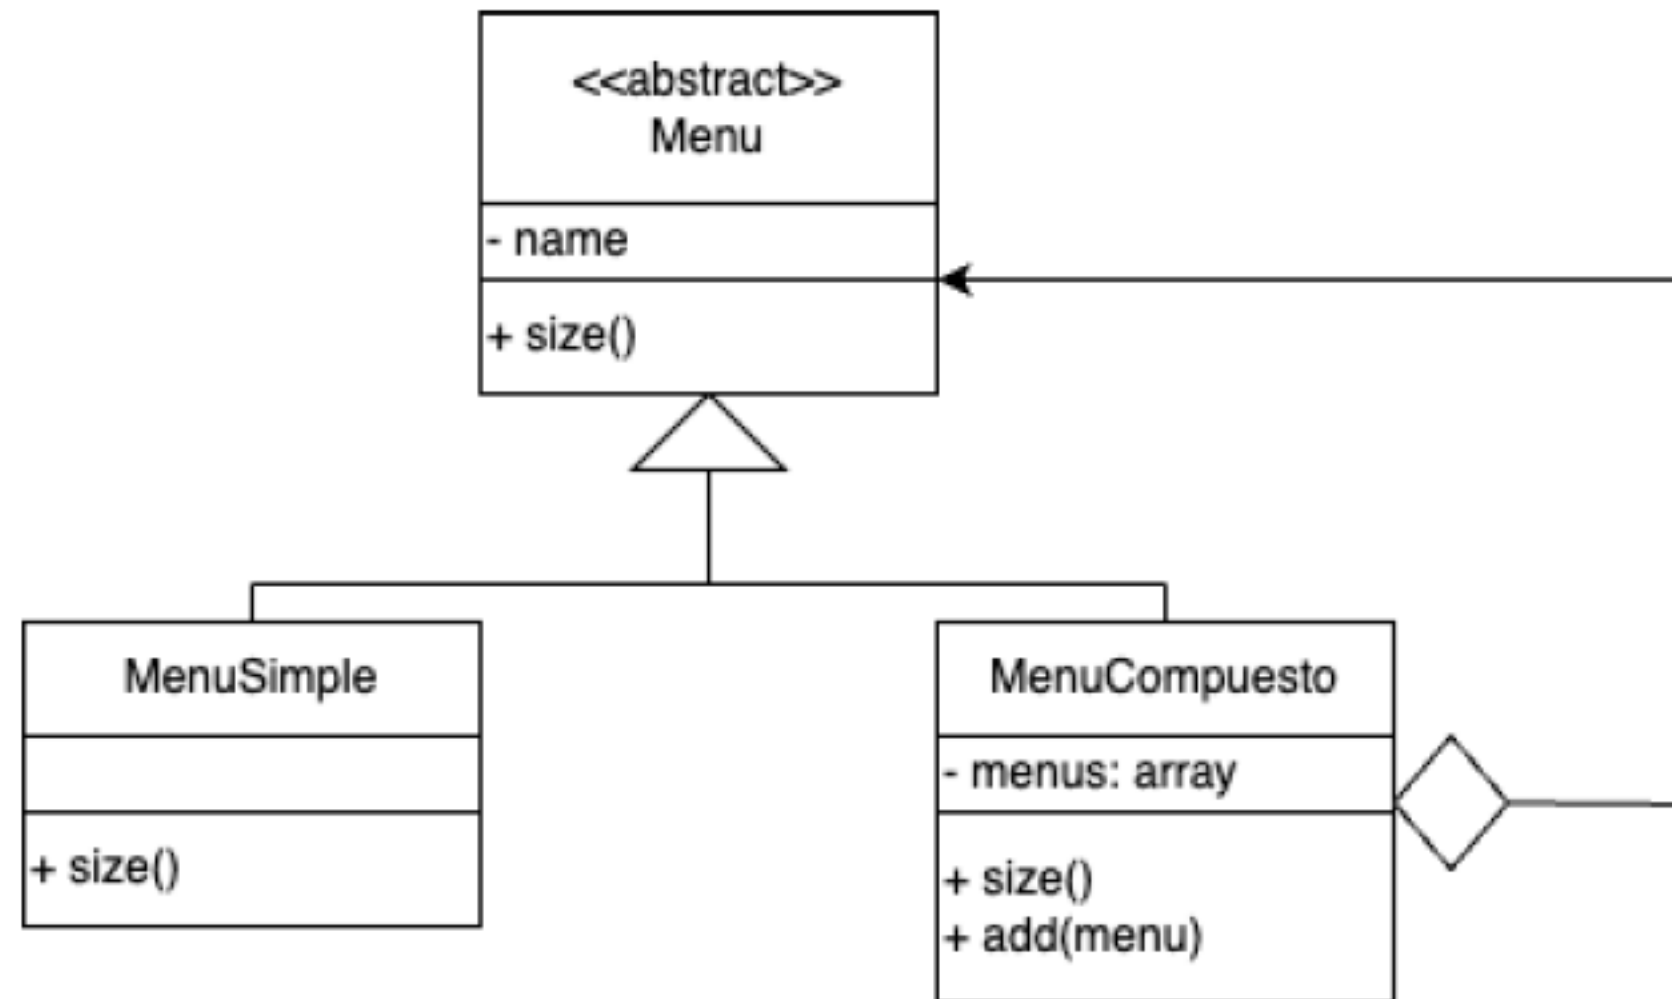 <<abstract>>
Menu
- name
+ size()
MenuSimple
+ size()
MenuCompuesto
- menus: array
+ size()
+ add(menu)